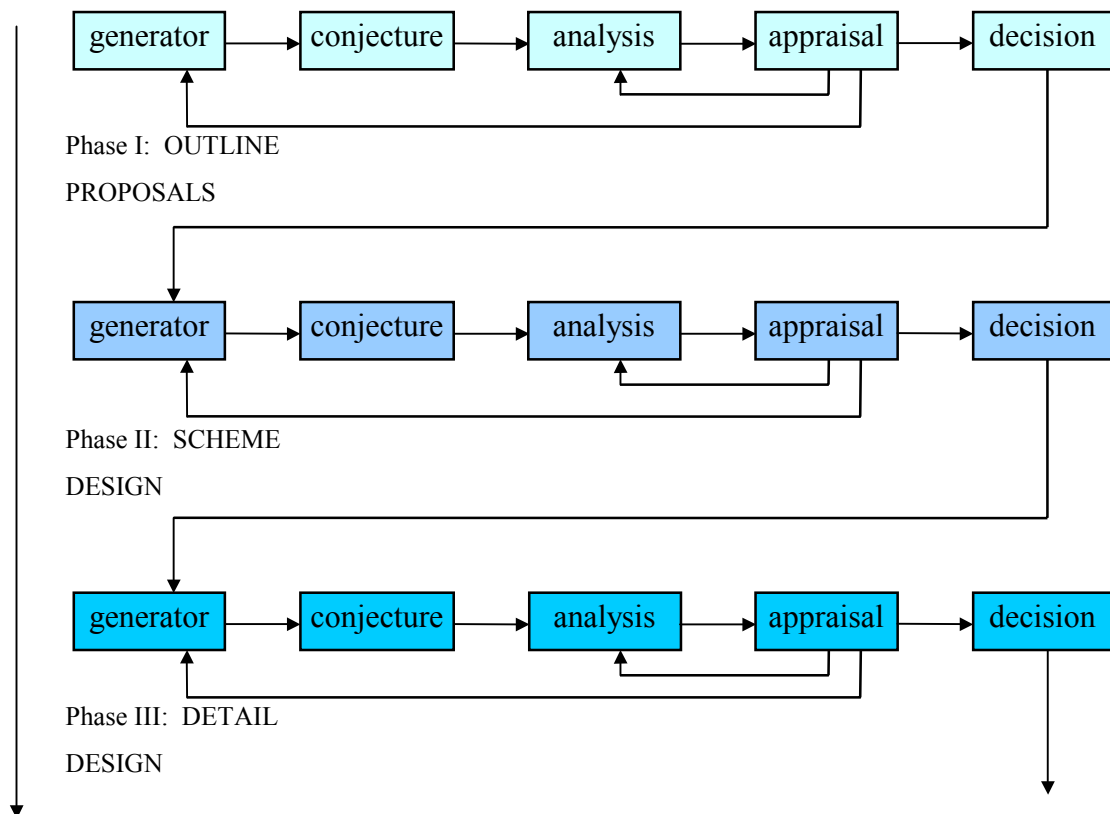 generator conjecture analysis appraisal decision
Phase I: OUTLINE
PROPOSALS
generator conjecture analysis appraisal decision
Phase II: SCHEME
DESIGN
generator conjecture analysis appraisal decision
Phase III: DETAIL
DESIGN